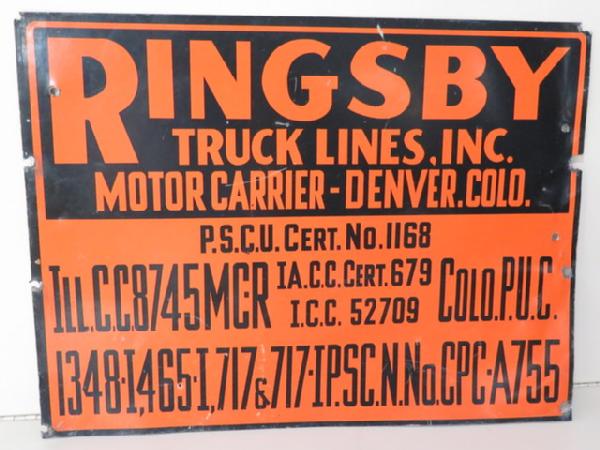 RINGSBY
TRUCK LINES, INC.
MOTOR CARRIER - DENVER. COLO.
P.S.C.U. CERT. No. 1168
ILL.C.C.8745MC-R IA.C.C. CERT. 679 COLO.P.U.C.
I.C.C. 52709
1348-I,465-I,717 & 717-I P.S.C.N. No. CPC-A755